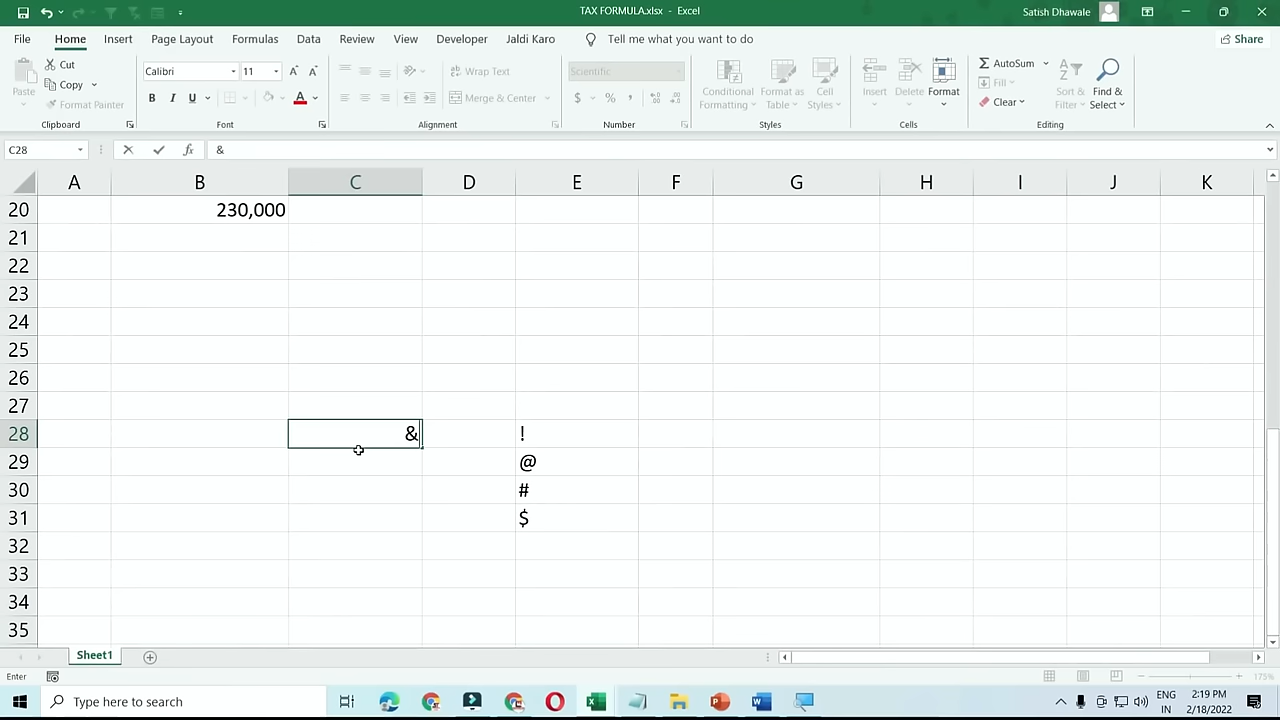 TAX FORMULA.xlsx - Excel
Satish Dhawale
File Home Insert Page Layout Formulas Data Review View Developer Jaldi Karo Tell me what you want to do Share
Paste
Cut
Copy
Format Painter
Clipboard
Calibri 11
B I U A
Font
Wrap Text
Merge & Center
Alignment
Scientific
$ % ,
Number
Conditional Formatting
Format as Table
Cell Styles
Styles
Insert
Delete
Format
Cells
AutoSum
Fill
Clear
Sort & Filter
Find & Select
Editing
C28 fx &
A B C D E F G H I J K
20 230,000
21
22
23
24
25
26
27
28 & !
29 @
30 #
31 $
32
33
34
35
Sheet1
Enter 175%
Type here to search
ENG
IN
2:19 PM
2/18/2022